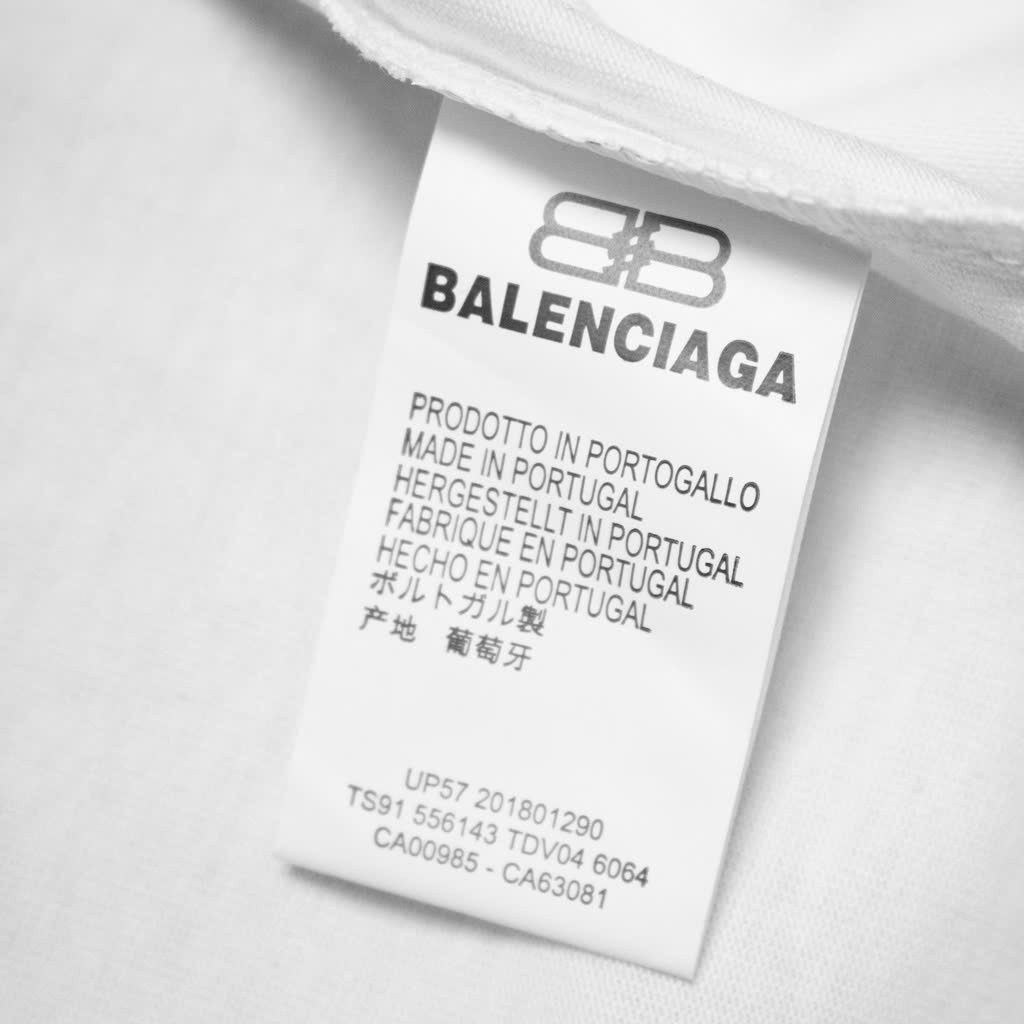 BB
BALENCIAGA
PRODOTTO IN PORTOGALLO
MADE IN PORTUGAL
HERGESTELLT IN PORTUGAL
FABRIQUE EN PORTUGAL
HECHO EN PORTUGAL
ポルトガル製
产地 葡萄牙
UP57 201801290
TS91 556143 TDV04 6064
CA00985 - CA63081